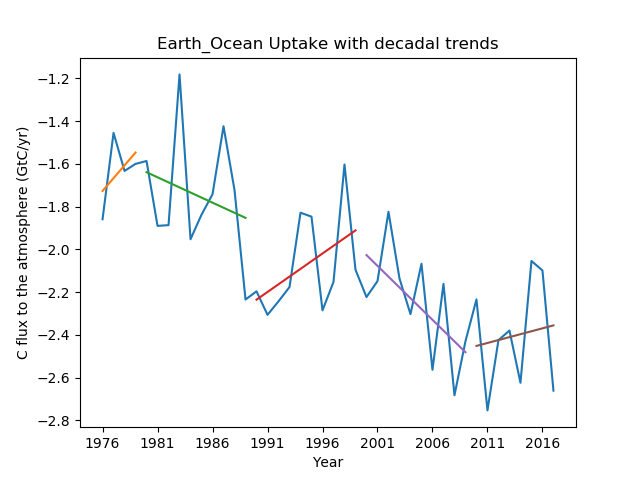 Earth_Ocean Uptake with decadal trends
C flux to the atmosphere (GtC/yr)
−1.2
−1.4
−1.6
−1.8
−2.0
−2.2
−2.4
−2.6
−2.8
1976 1981 1986 1991 1996 2001 2006 2011 2016
Year